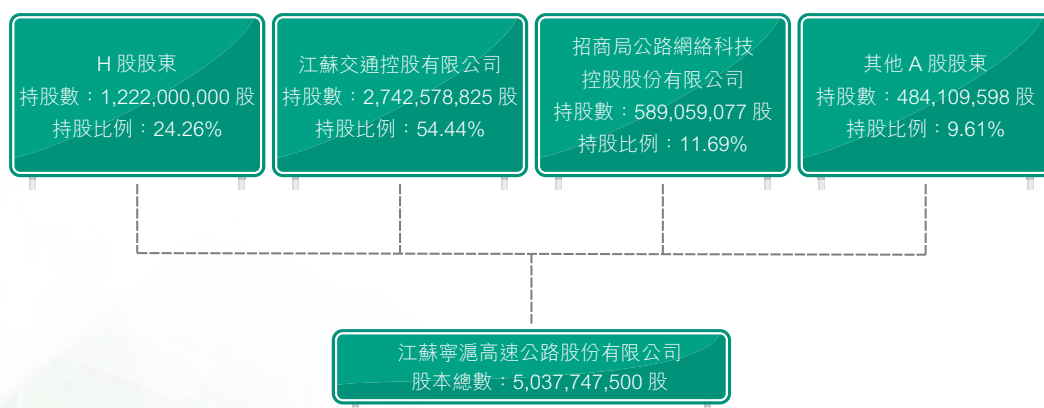 H 股股東
持股數：1,222,000,000 股
持股比例：24.26%
江蘇交通控股有限公司
持股數：2,742,578,825 股
持股比例：54.44%
招商局公路網絡科技
控股股份有限公司
持股數：589,059,077 股
持股比例：11.69%
其他 A 股股東
持股數：484,109,598 股
持股比例：9.61%
江蘇寧滬高速公路股份有限公司
股本總數：5,037,747,500 股